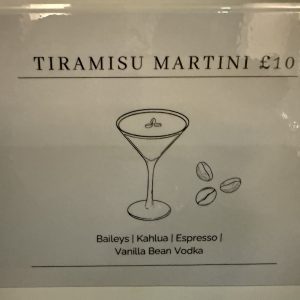 TIRAMISU MARTINI £10
Baileys | Kahlua | Espresso |
Vanilla Bean Vodka